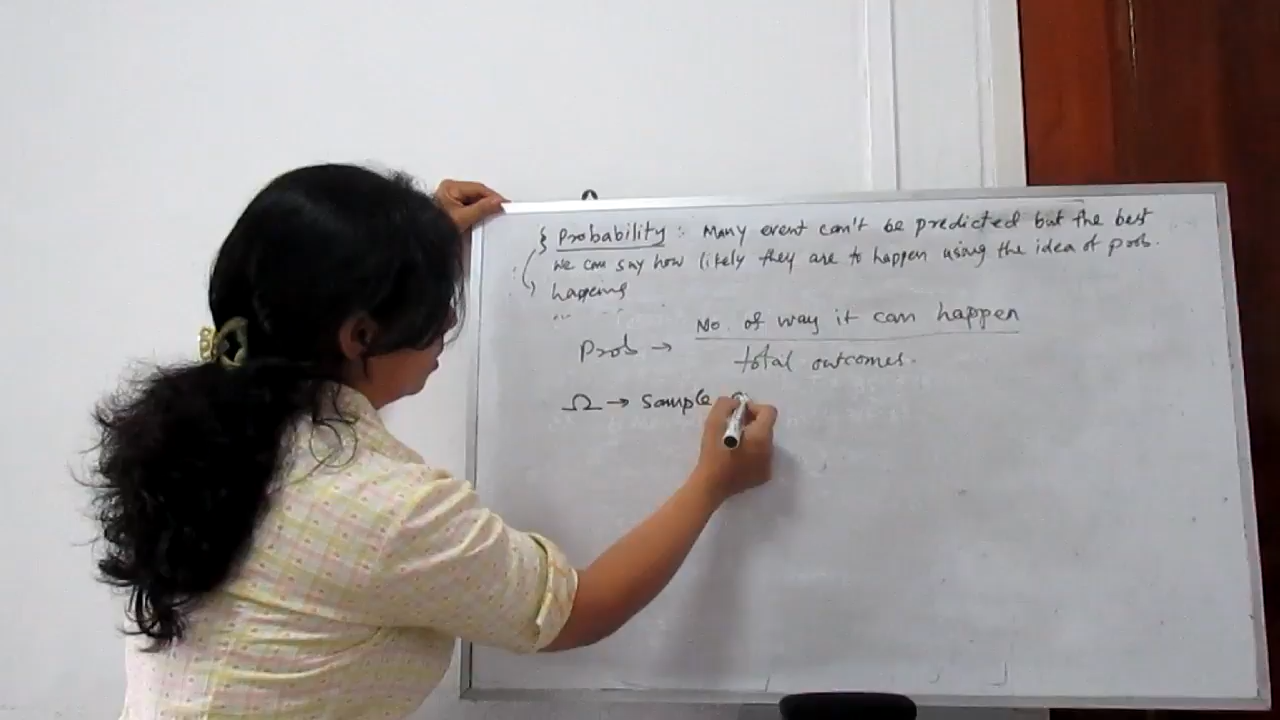 Probability : Many event can't be predicted but the best
we can say how likely they are to happen using the idea of prob.
happening
Prob → No. of way it can happen
total outcomes.
Ω → Sample